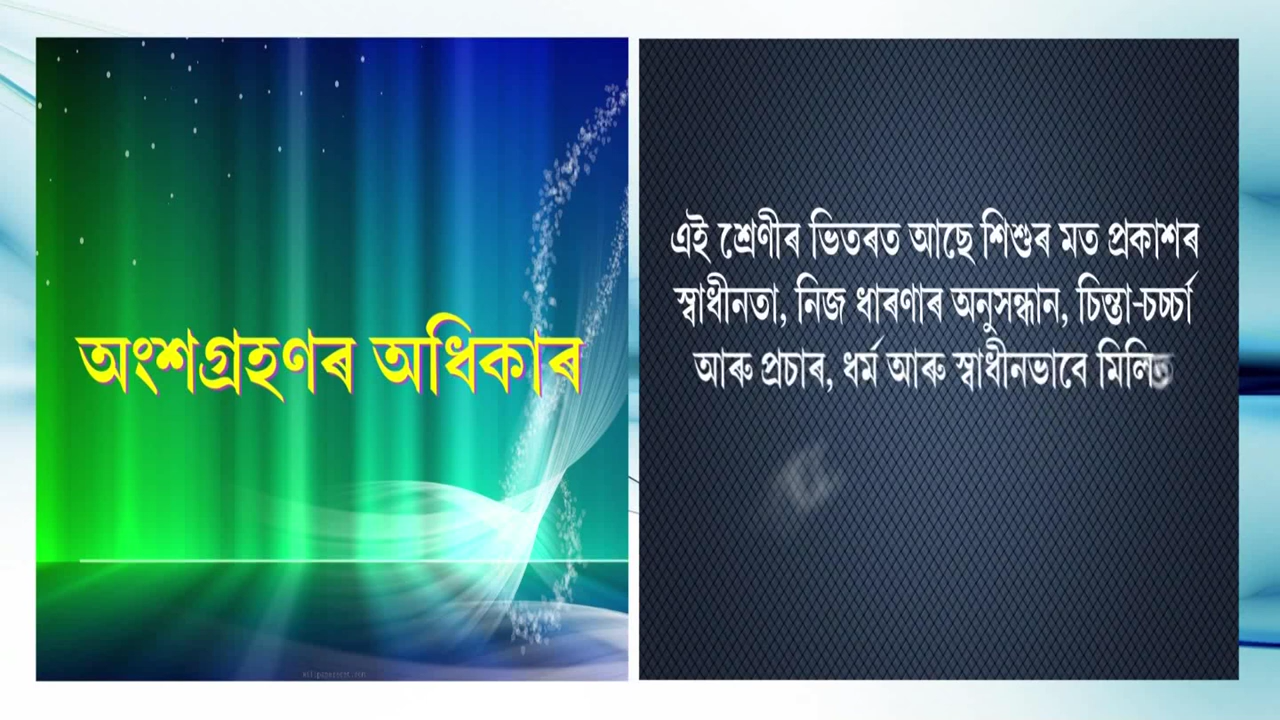 অংশগ্ৰহণৰ অধিকাৰ
এই শ্ৰেণীৰ ভিতৰত আছে শিশুৰ মত প্ৰকাশৰ
স্বাধীনতা, নিজ ধাৰণাৰ অনুসন্ধান, চিন্তা-চৰ্চ্চা
আৰু প্ৰচাৰ, ধৰ্ম আৰু স্বাধীনভাবে মিলিত